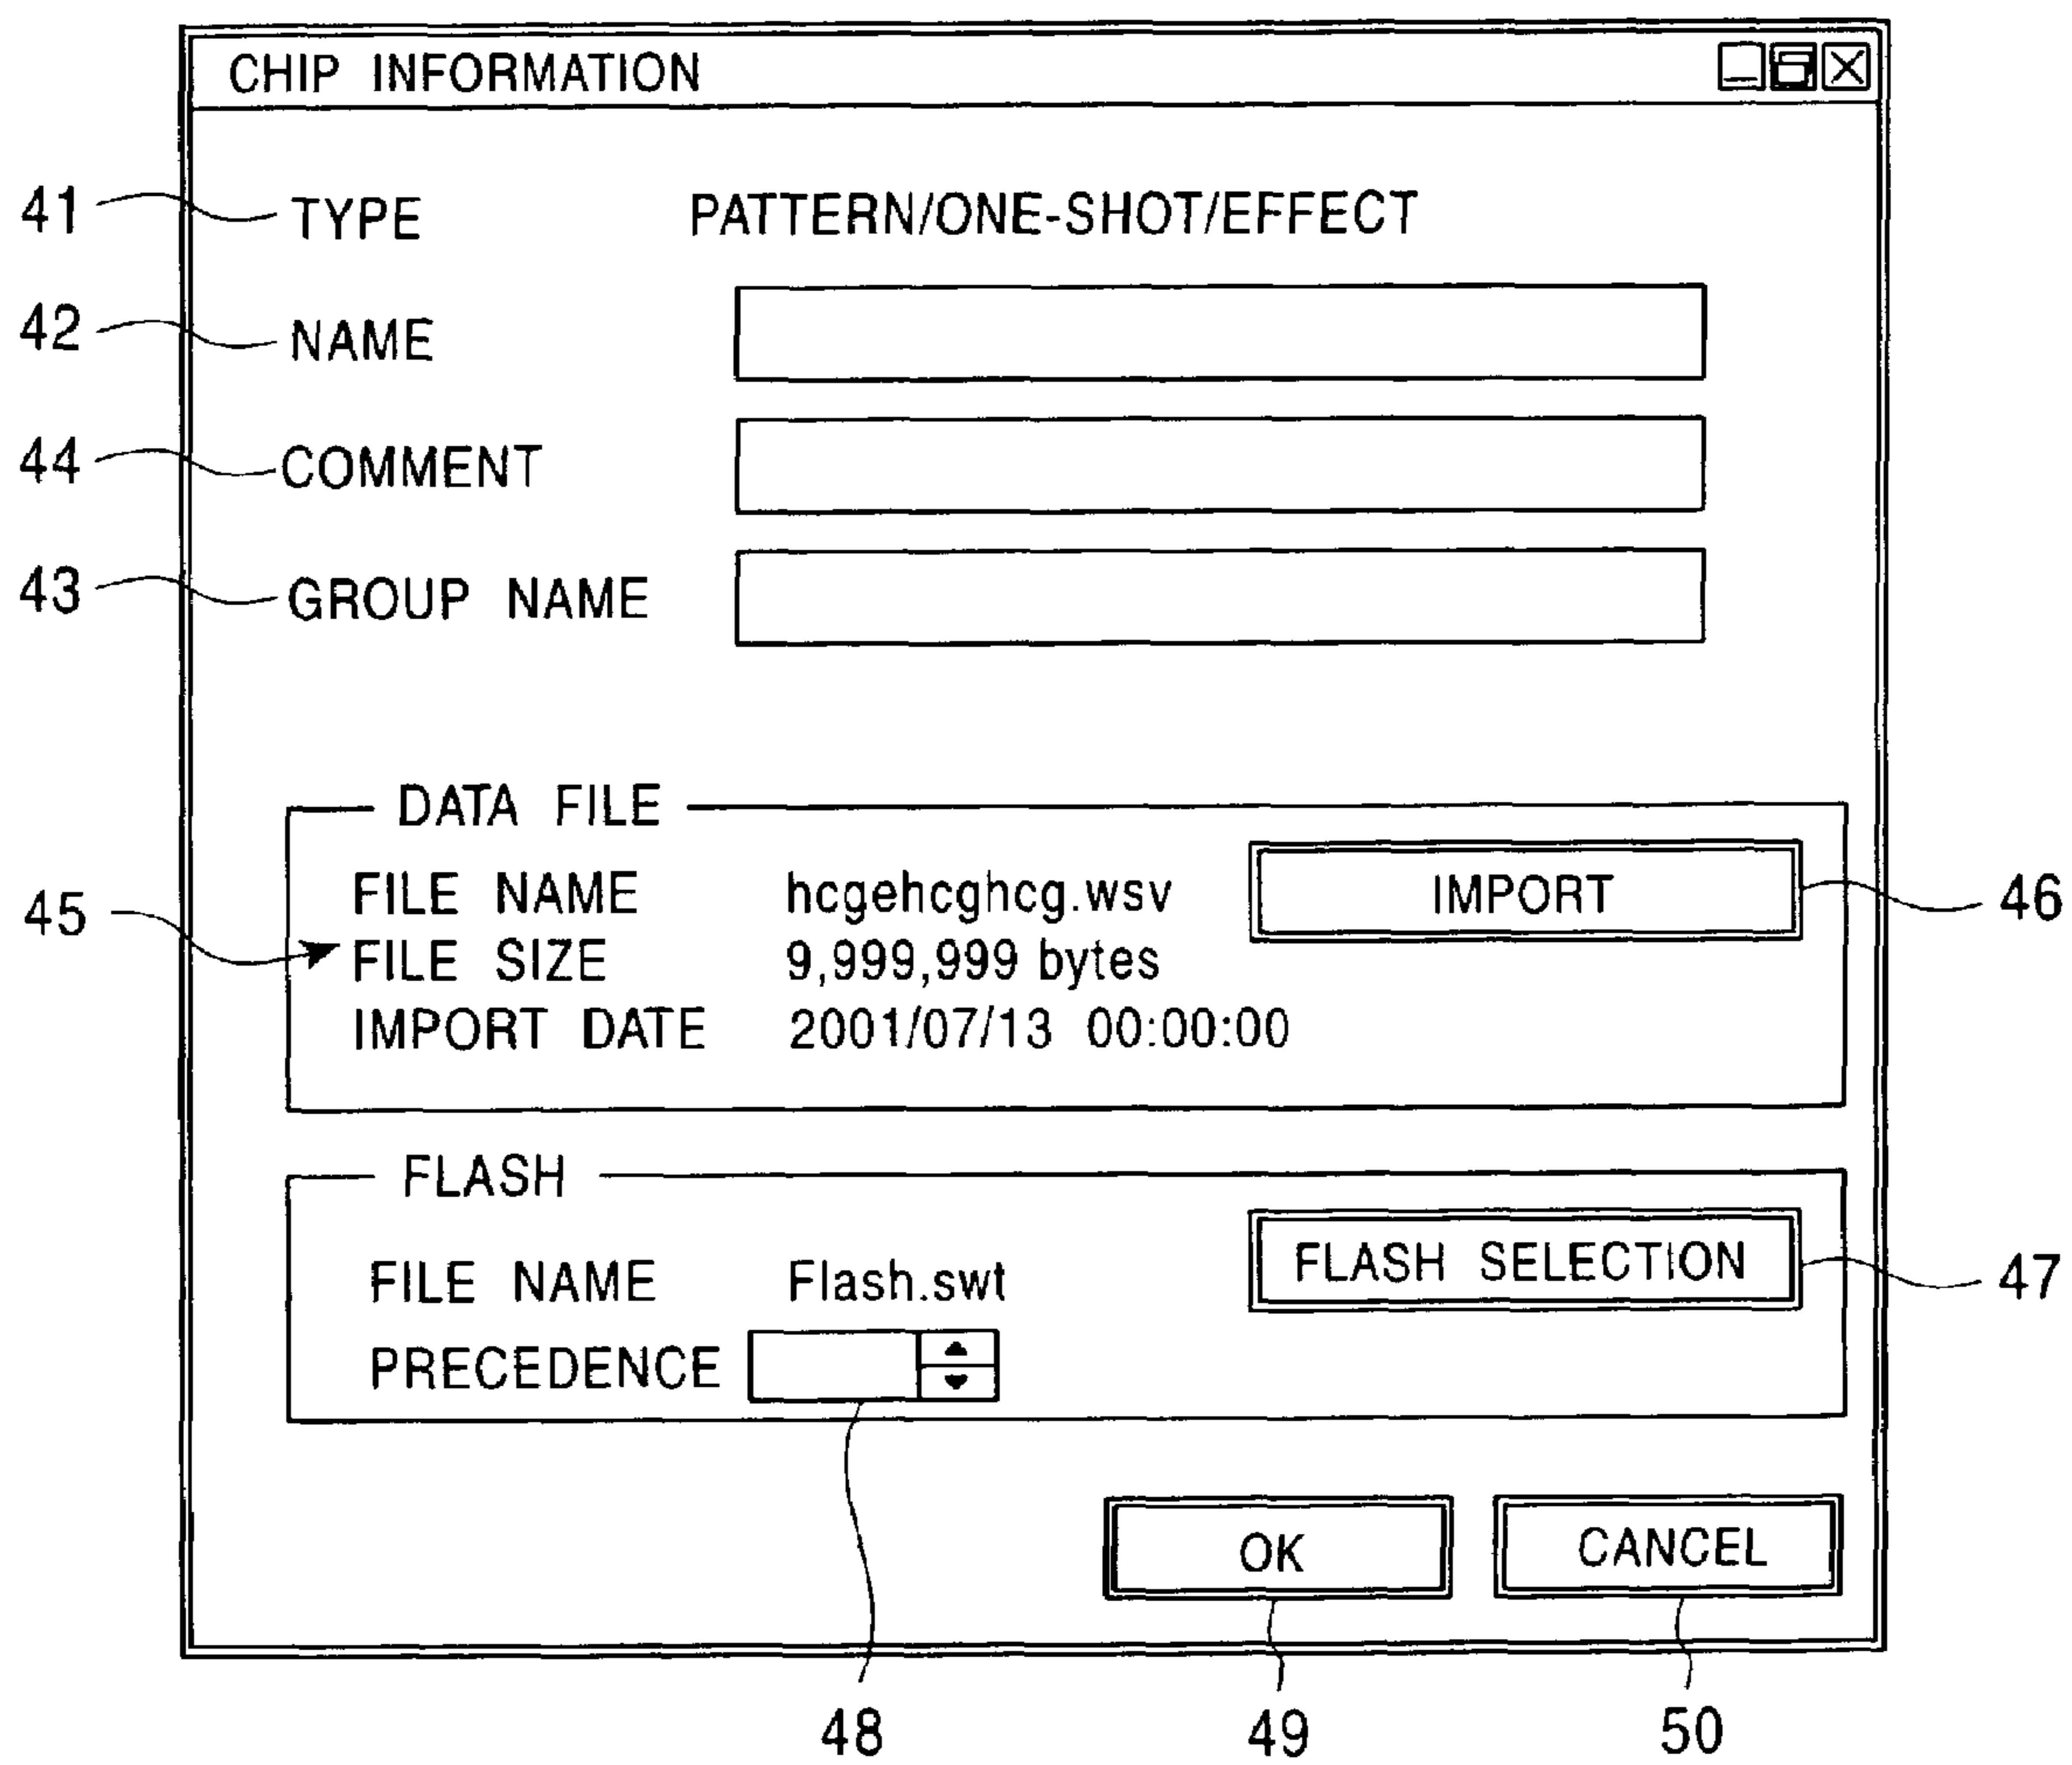 CHIP INFORMATION
41 TYPE PATTERN/ONE-SHOT/EFFECT
42 NAME
44 COMMENT
43 GROUP NAME
DATA FILE
FILE NAME hcgehcghcg.wsv IMPORT 46
45 FILE SIZE 9,999,999 bytes
IMPORT DATE 2001/07/13 00:00:00
FLASH
FILE NAME Flash.swt FLASH SELECTION 47
PRECEDENCE
OK CANCEL
48 49 50